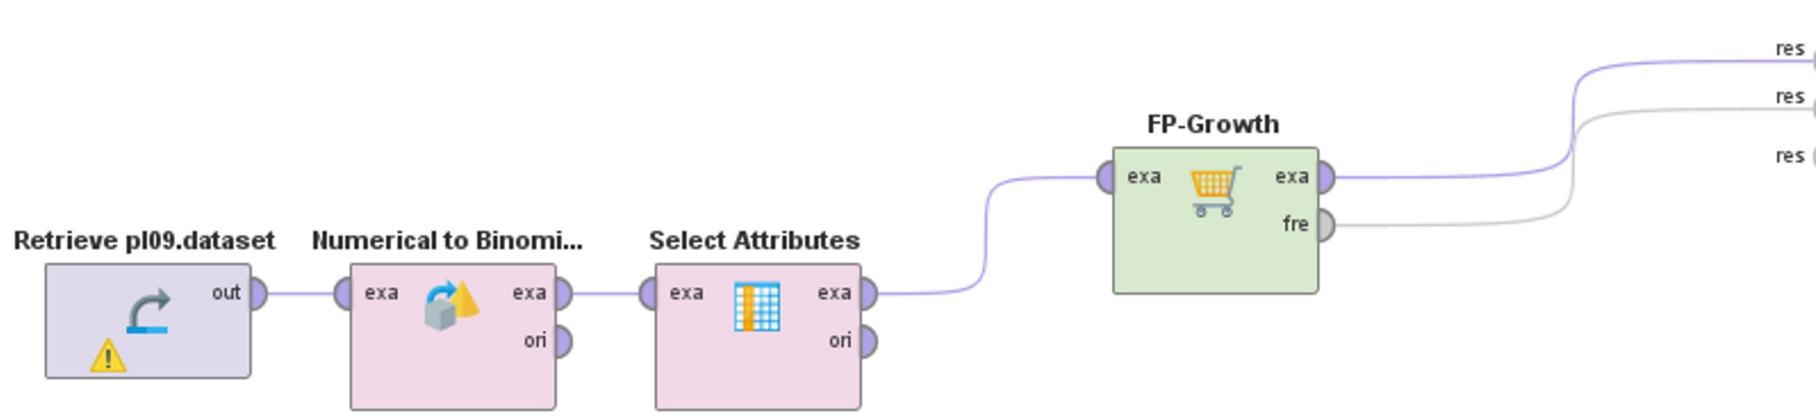 res
res
FP-Growth
res
exa exa
fre
Retrieve pl09.dataset Numerical to Binomi... Select Attributes
out exa exa exa exa
ori ori